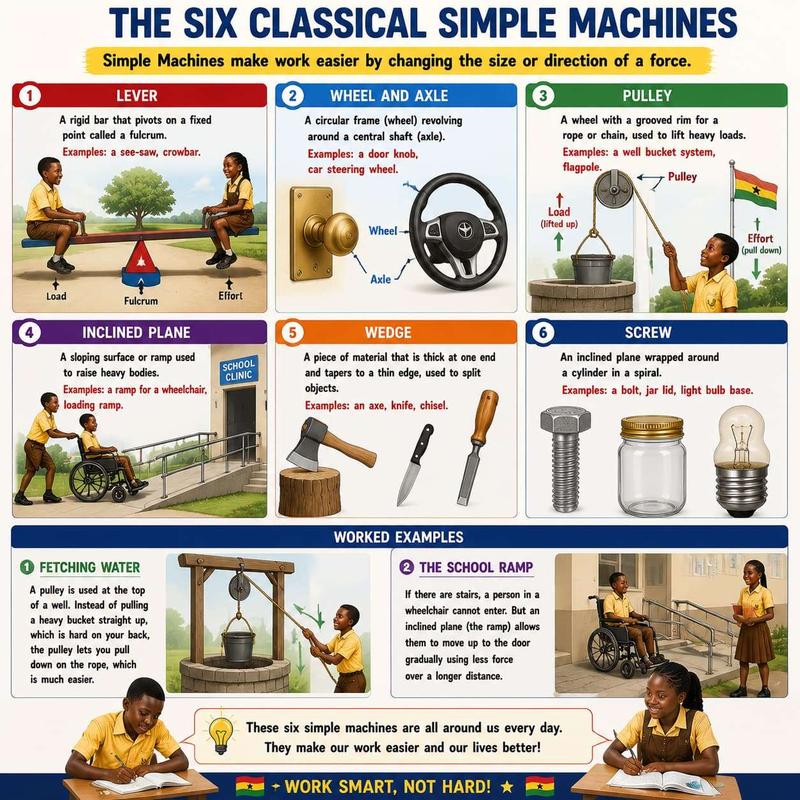 THE SIX CLASSICAL SIMPLE MACHINES
Simple Machines make work easier by changing the size or direction of a force.
1 LEVER
A rigid bar that pivots on a fixed
point called a fulcrum.
Examples: a see-saw, crowbar.
Load
Fulcrum
Effort
2 WHEEL AND AXLE
A circular frame (wheel) revolving
around a central shaft (axle).
Examples: a door knob,
car steering wheel.
Wheel
Axle
3 PULLEY
A wheel with a grooved rim for a
rope or chain, used to lift heavy loads.
Examples: a well bucket system,
flagpole.
Pulley
Load
(lifted up)
Effort
(pull down)
4 INCLINED PLANE
A sloping surface or ramp used
to raise heavy bodies.
Examples: a ramp for a wheelchair,
loading ramp.
SCHOOL
CLINIC
5 WEDGE
A piece of material that is thick at one end
and tapers to a thin edge, used to split
objects.
Examples: an axe, knife, chisel.
6 SCREW
An inclined plane wrapped around
a cylinder in a spiral.
Examples: a bolt, jar lid, light bulb base.
WORKED EXAMPLES
1 FETCHING WATER
A pulley is used at the top
of a well. Instead of pulling
a heavy bucket straight up,
which is hard on your back,
the pulley lets you pull
down on the rope, which
is much easier.
2 THE SCHOOL RAMP
If there are stairs, a person in a
wheelchair cannot enter. But an
inclined plane (the ramp) allows
them to move up to the door
gradually using less force
over a longer distance.
These six simple machines are all around us every day.
They make our work easier and our lives better!
WORK SMART, NOT HARD!